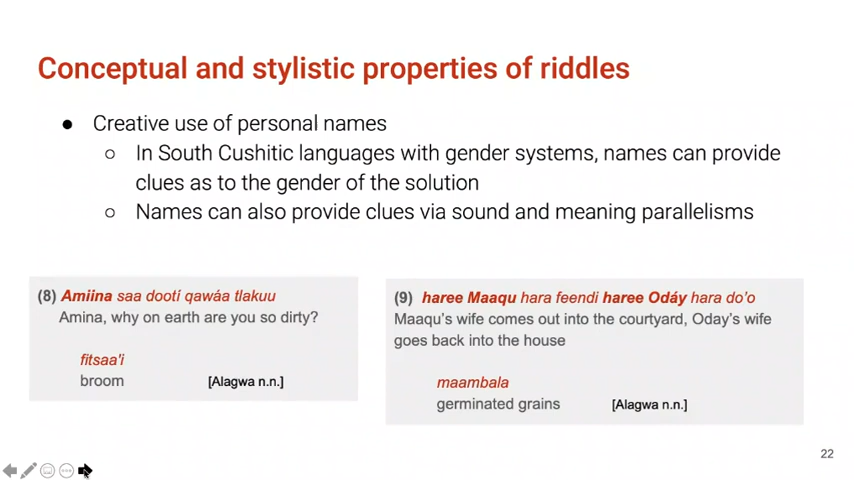 Conceptual and stylistic properties of riddles
● Creative use of personal names
○ In South Cushitic languages with gender systems, names can provide
clues as to the gender of the solution
○ Names can also provide clues via sound and meaning parallelisms
(8) Amiina saa dootí qawáa tlakuu
Amina, why on earth are you so dirty?
fitsaa'i
broom [Alagwa n.n.]
(9) haree Maaqu hara feendi haree Odáy hara do'o
Maaqu's wife comes out into the courtyard, Oday's wife
goes back into the house
maambala
germinated grains [Alagwa n.n.]
22